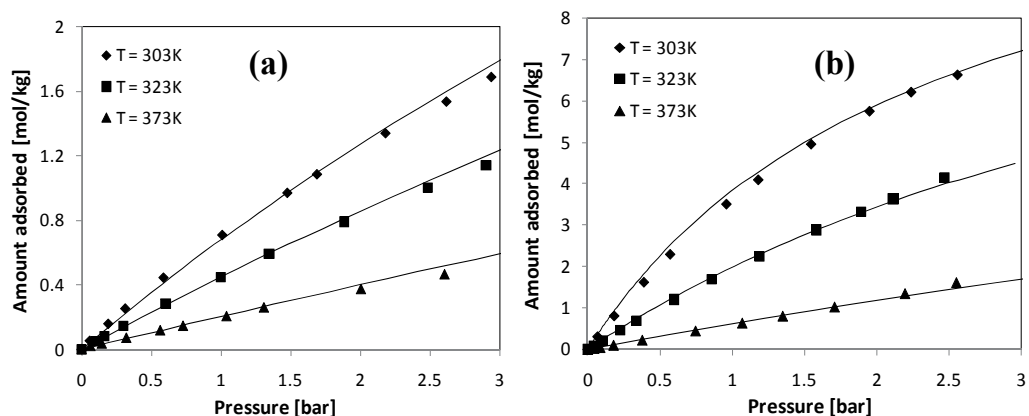 2
1.6
1.2
0.8
0.4
0
Amount adsorbed [mol/kg]
T = 303K
T = 323K
T = 373K
(a)
0 0.5 1 1.5 2 2.5 3
Pressure [bar]
8
7
6
5
4
3
2
1
0
Amount adsorbed [mol/kg]
T = 303K
T = 323K
T = 373K
(b)
0 0.5 1 1.5 2 2.5 3
Pressure [bar]